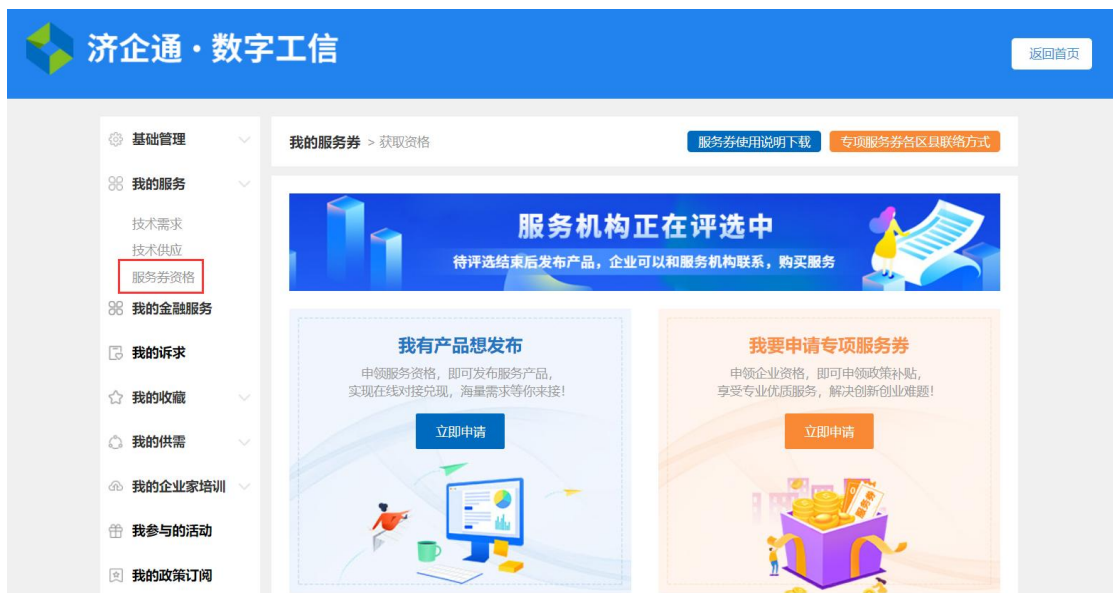 济企通·数字工信
返回首页
基础管理
我的服务
技术需求
技术供应
服务券资格
我的金融服务
我的诉求
我的收藏
我的供需
我的企业家培训
我参与的活动
我的政策订阅
我的服务券 > 获取资格
服务券使用说明下载
专项服务券各区县联络方式
服务机构正在评选中
待评选结束后发布产品，企业可以和服务机构联系，购买服务
我有产品想发布
申领服务资格，即可发布服务产品，
实现在线对接兑现，海量需求等你来接！
立即申请
我要申请专项服务券
申领企业资格，即可申领政策补贴，
享受专业优质服务，解决创新创业难题！
立即申请
服务券